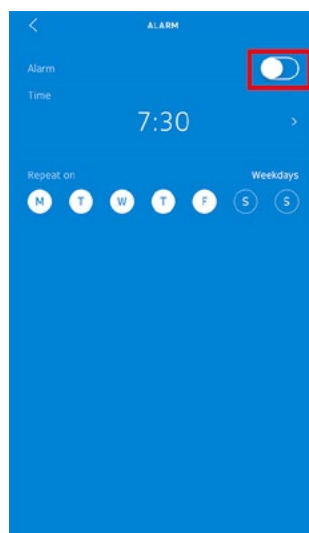 ALARM
Alarm
Time
7:30
Repeat on Weekdays
M T W T F S S